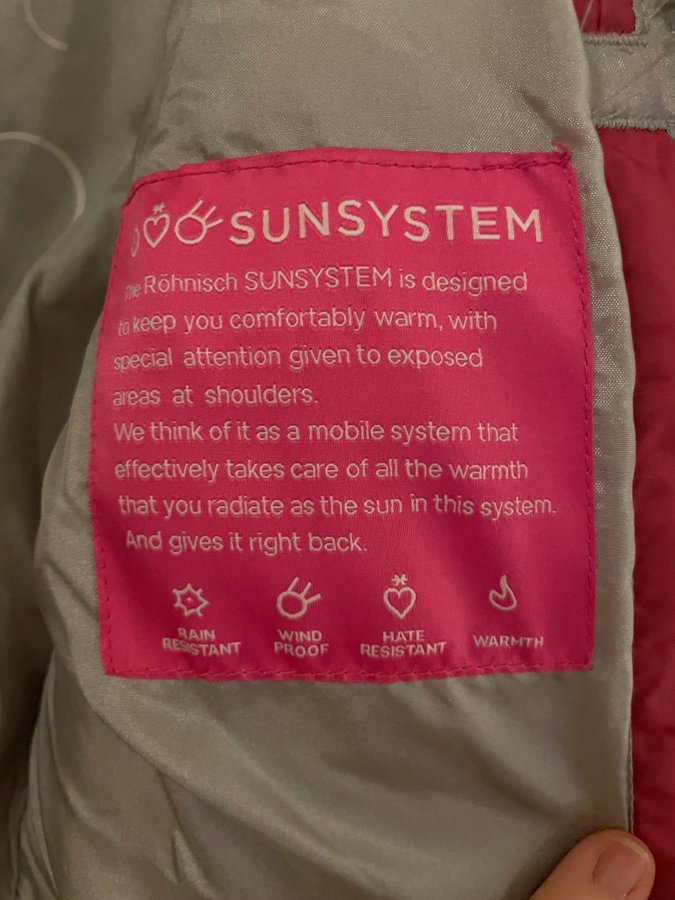 SUNSYSTEM
The Röhnisch SUNSYSTEM is designed
to keep you comfortably warm, with
special attention given to exposed
areas at shoulders.
We think of it as a mobile system that
effectively takes care of all the warmth
that you radiate as the sun in this system.
And gives it right back.
RAIN
RESISTANT
WIND
PROOF
HATE
RESISTANT
WARMTH